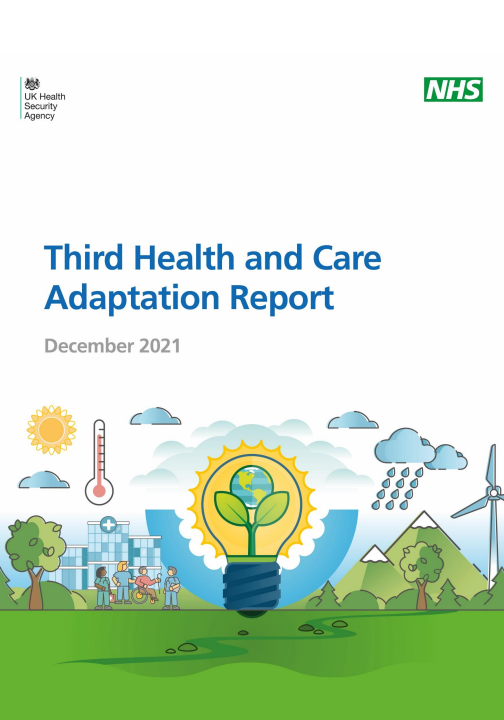 UK Health
Security
Agency
NHS
Third Health and Care
Adaptation Report
December 2021